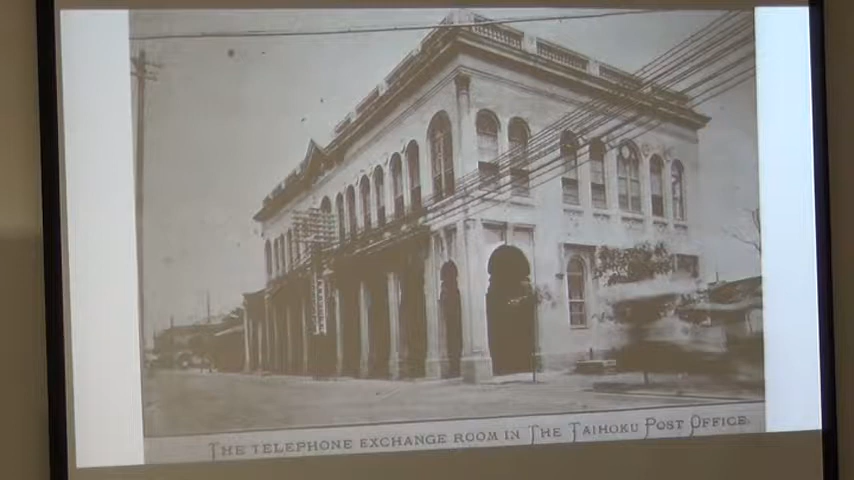 THE TELEPHONE EXCHANGE ROOM IN THE TAIHOKU POST OFFICE.